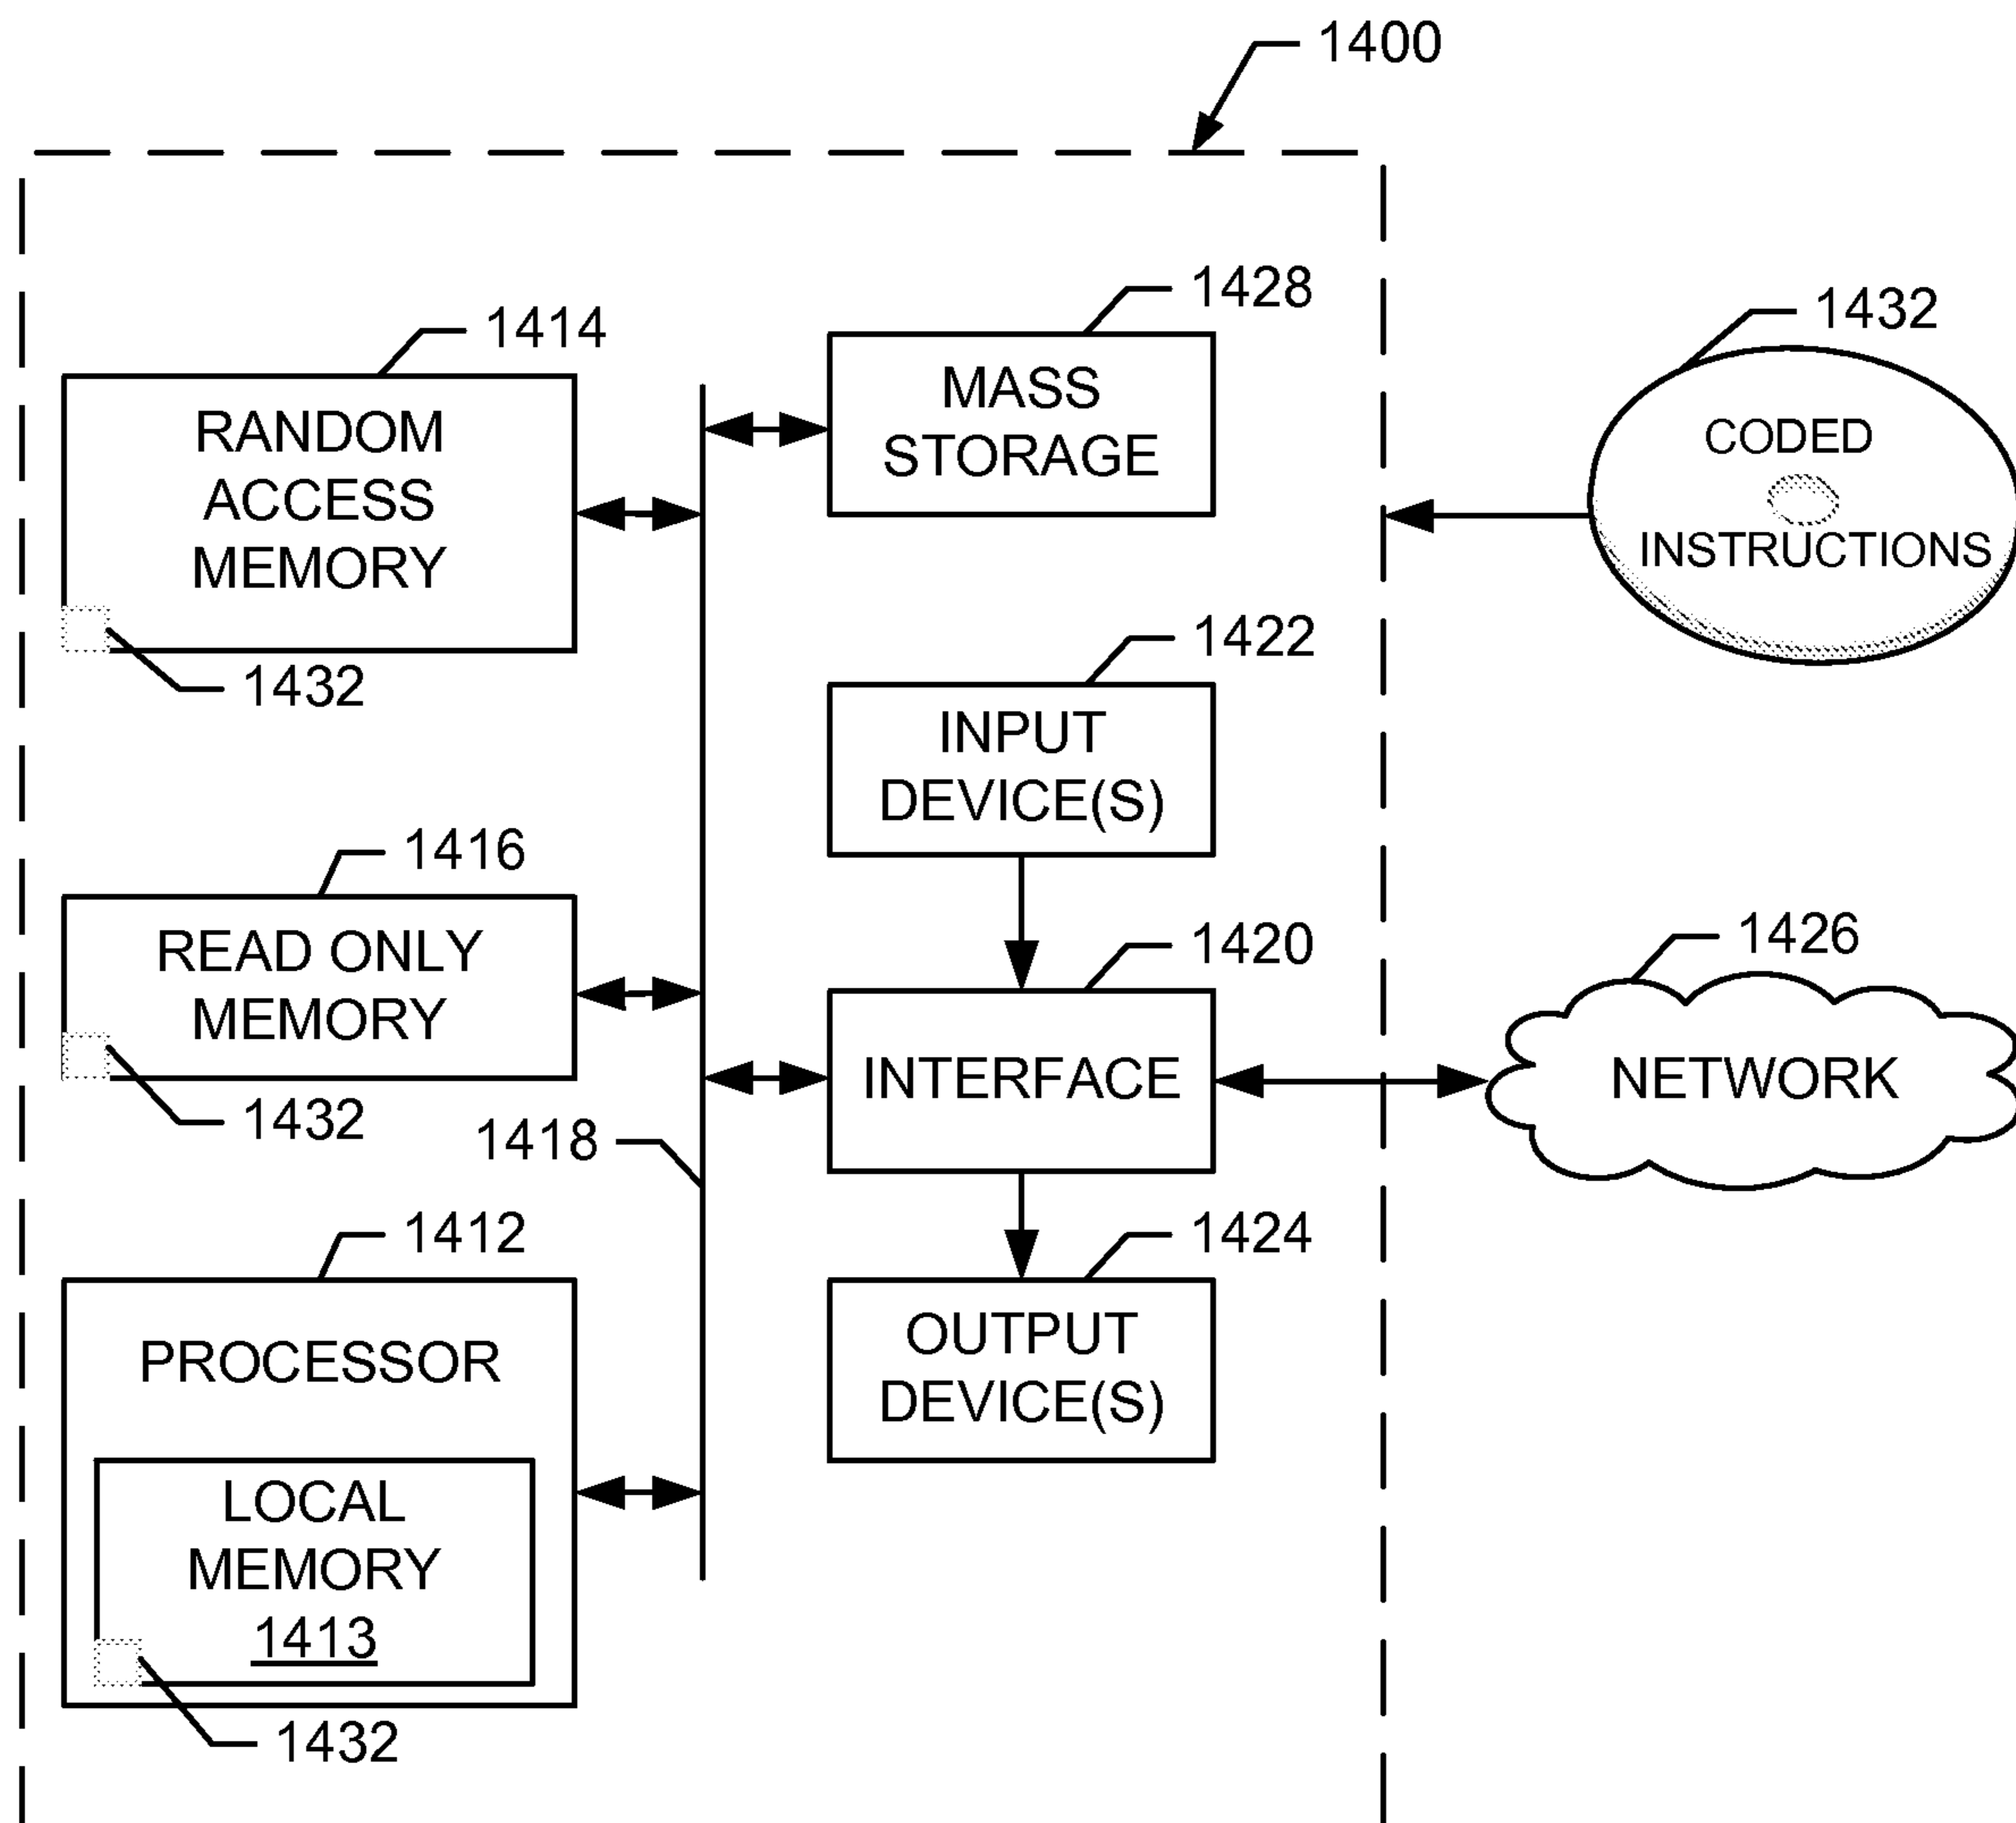 1400
1428
1432
1414
MASS
STORAGE
RANDOM
ACCESS
MEMORY
CODED
INSTRUCTIONS
1432
1422
INPUT
DEVICE(S)
1416
READ ONLY
MEMORY
1432
1420
1426
INTERFACE
NETWORK
1418
1412
1424
PROCESSOR
OUTPUT
DEVICE(S)
LOCAL
MEMORY
1413
1432